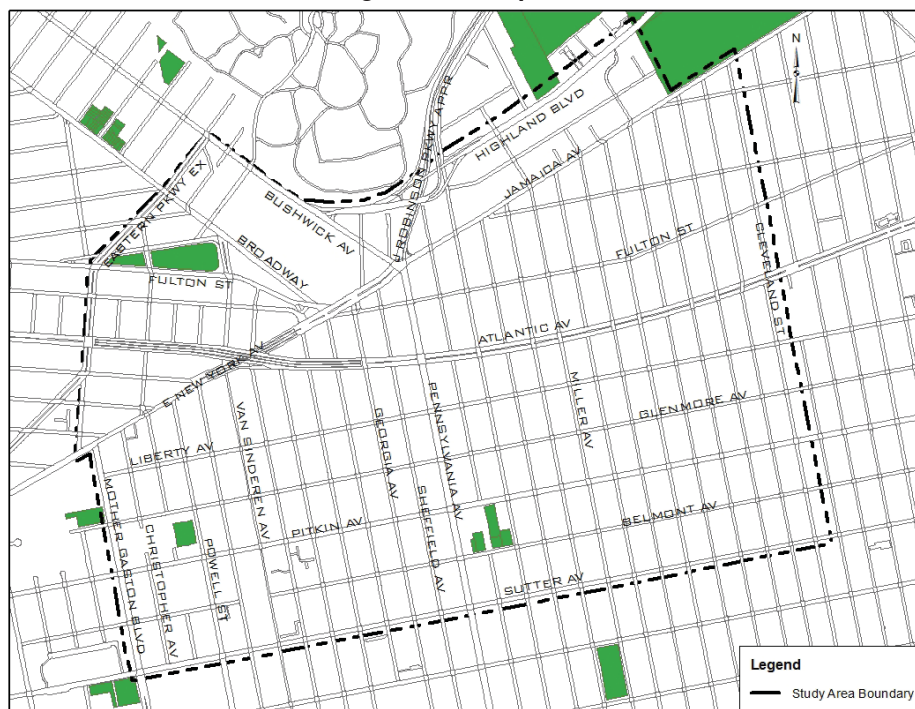 N
HIGHLAND BLVD
J ROBINSON PKWY APPR
JAMAICA AV
EASTERN PKWY EX
BUSHWICK AV
BROADWAY
FULTON ST
FULTON ST
CLEVELAND ST
ATLANTIC AV
E NEW YORK AV
MILLER AV
GLENMORE AV
PENNSYLVANIA AV
GEORGIA AV
VAN SINDEREN AV
LIBERTY AV
MOTHER GASTON BLVD
CHRISTOPHER AV
POWELL ST
PITKIN AV
SHEFFIELD AV
BELMONT AV
SUTTER AV
Legend
Study Area Boundary